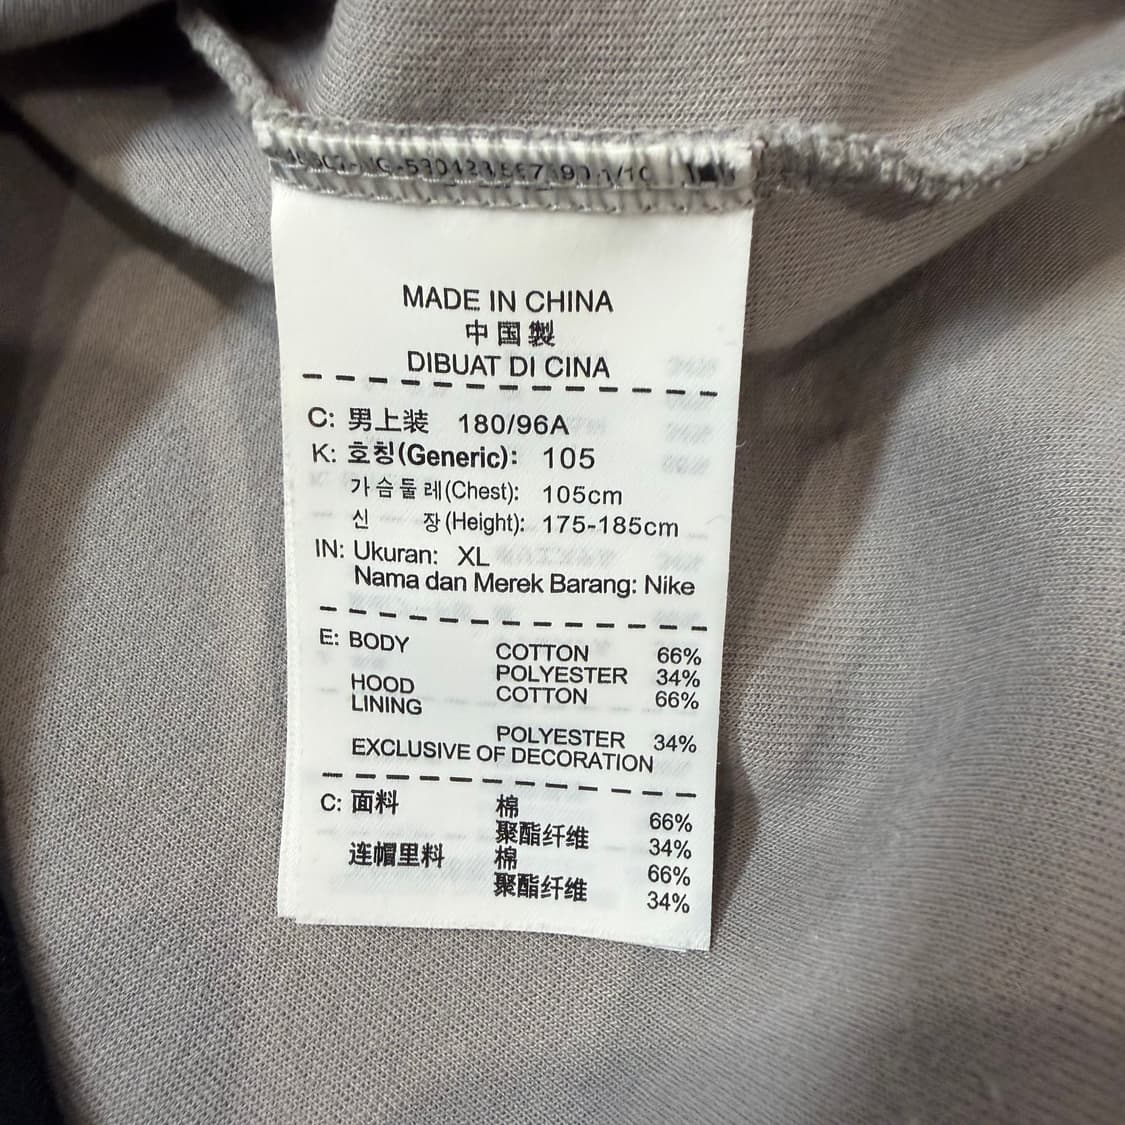 MADE IN CHINA
中国製
DIBUAT DI CINA
C: 男上装 180/96A
K: 호칭(Generic): 105
가슴둘레(Chest): 105cm
신 장(Height): 175-185cm
IN: Ukuran: XL
Nama dan Merek Barang: Nike
E: BODY COTTON 66%
POLYESTER 34%
HOOD COTTON 66%
LINING
POLYESTER 34%
EXCLUSIVE OF DECORATION
C: 面料 棉 66%
聚酯纤维 34%
连帽里料 棉 66%
聚酯纤维 34%